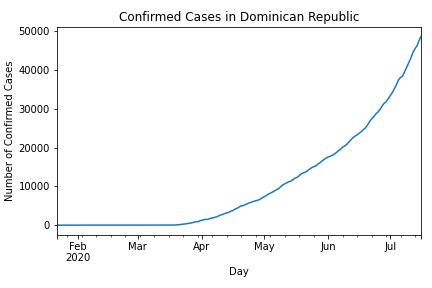 Confirmed Cases in Dominican Republic
50000
40000
30000
20000
10000
0
Number of Confirmed Cases
Feb Mar Apr May Jun Jul
2020
Day